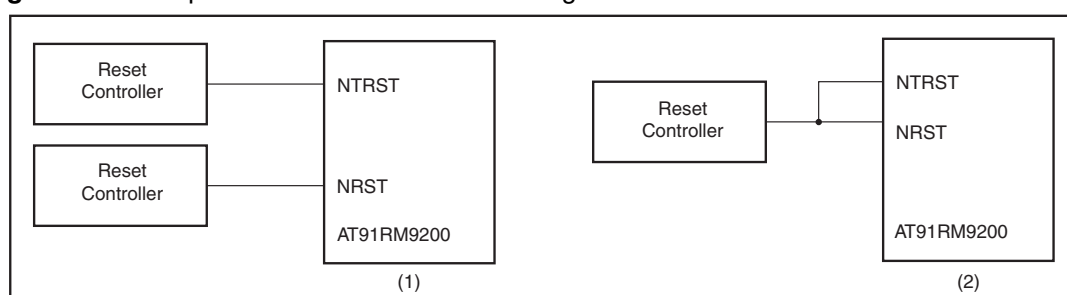 Reset
Controller
NTRST
Reset
Controller
NRST
AT91RM9200
(1)
Reset
Controller
NTRST
NRST
AT91RM9200
(2)